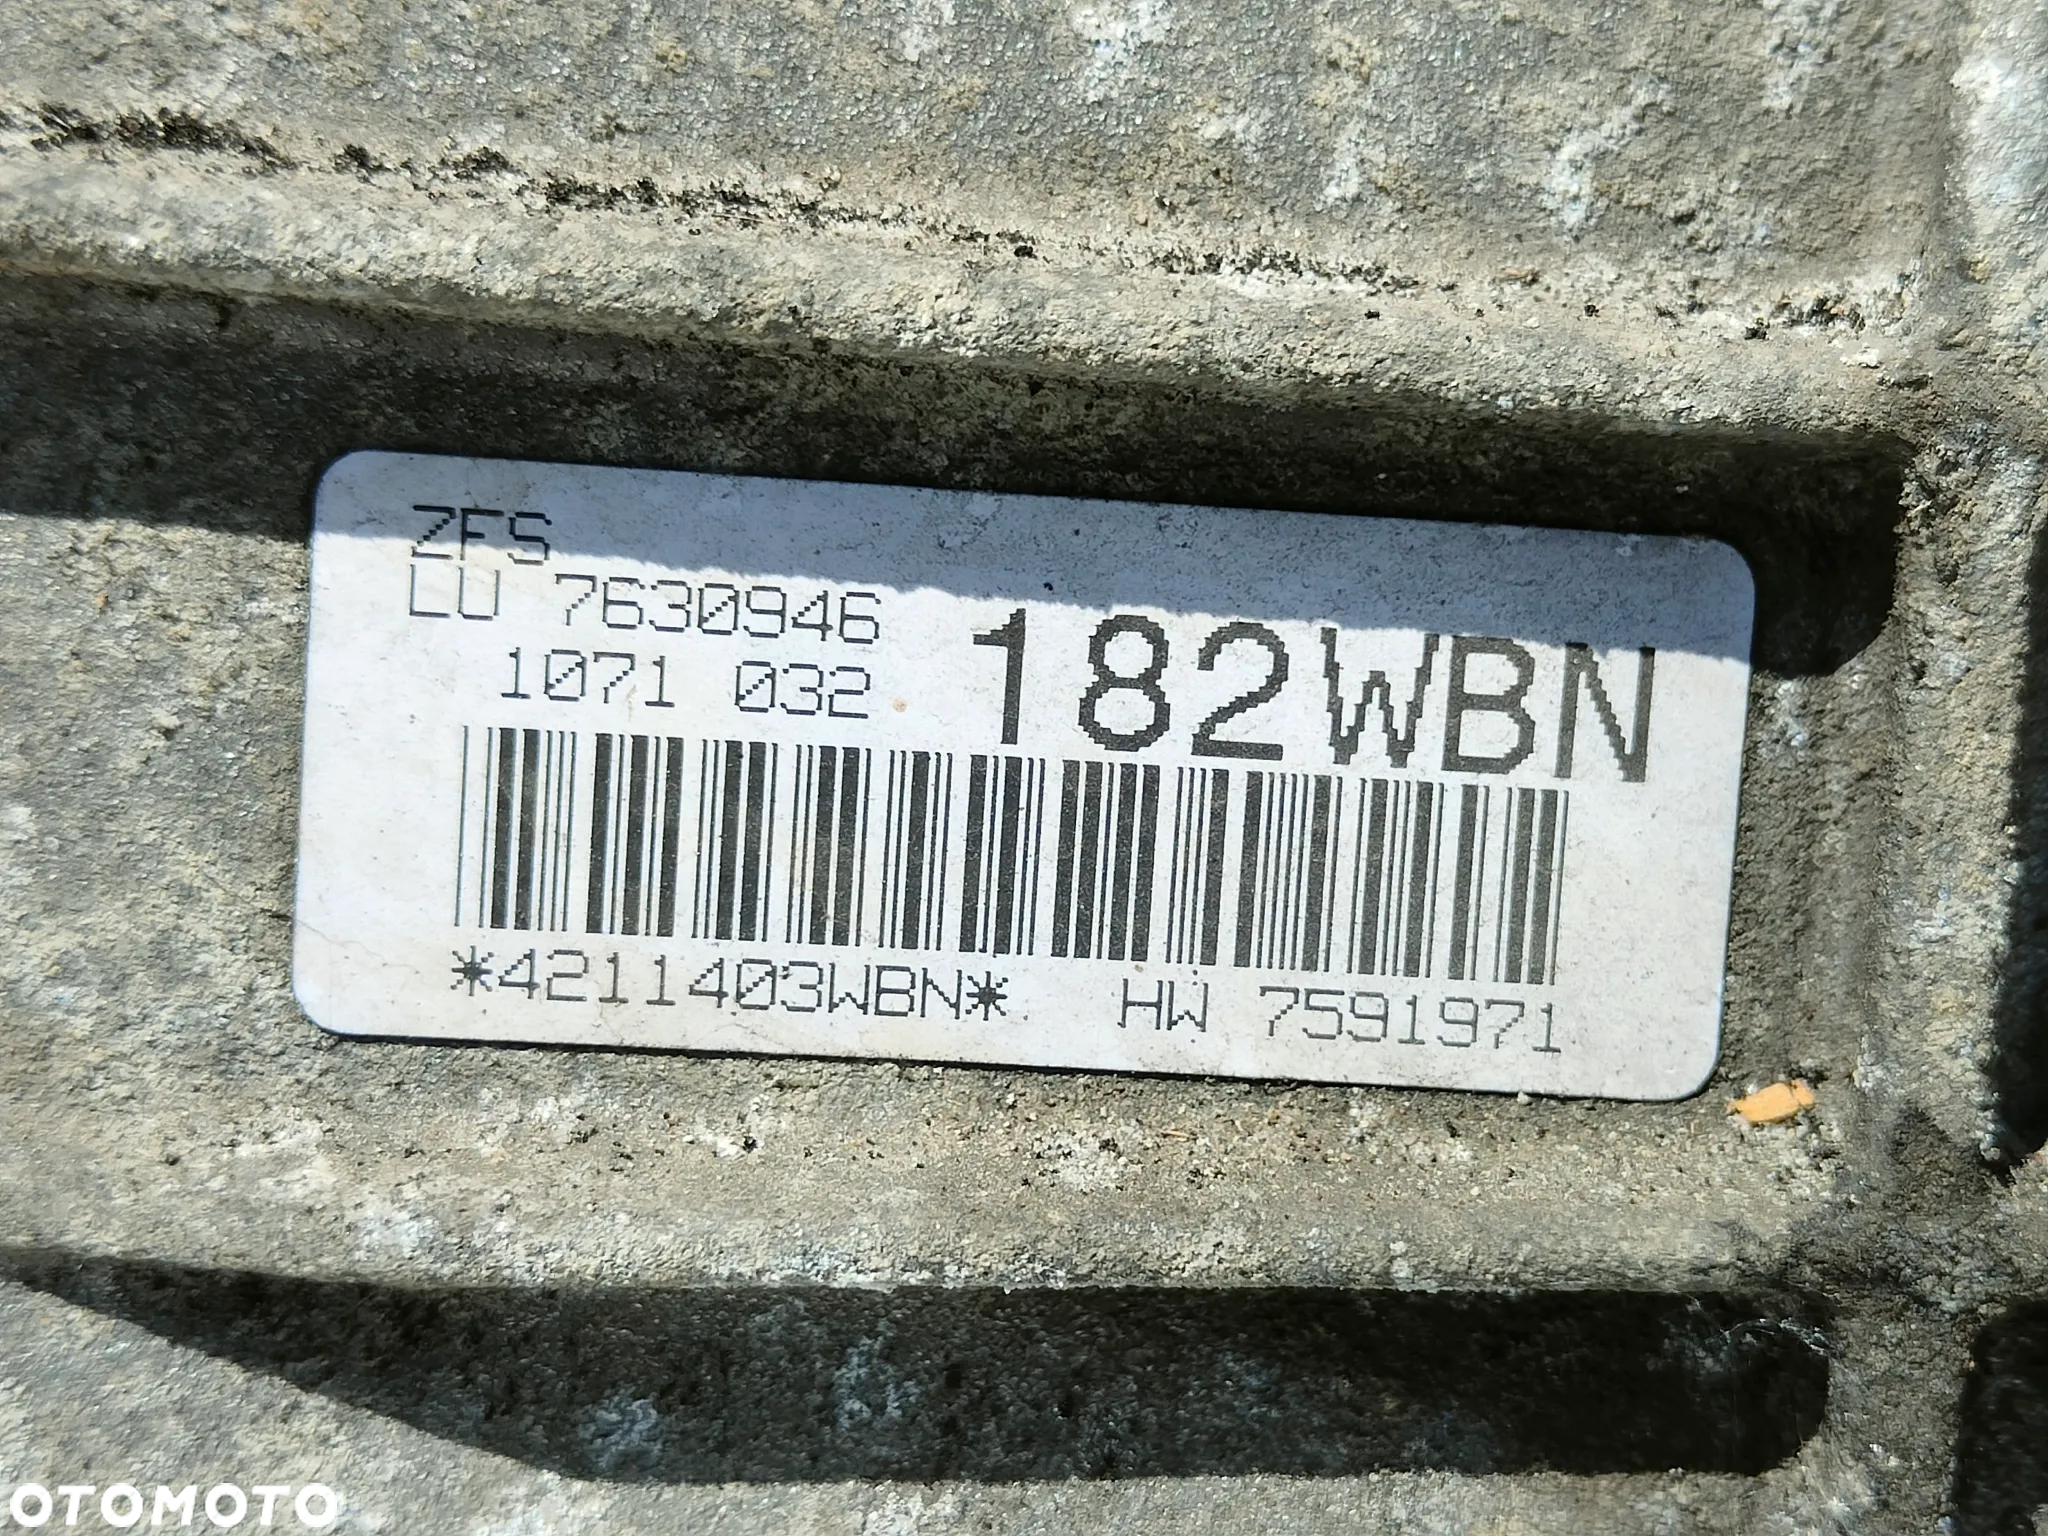 ZFS
LU 7630946
1071 032 182WBN
*4211403WBN* HW 7591971
OTOMOTO